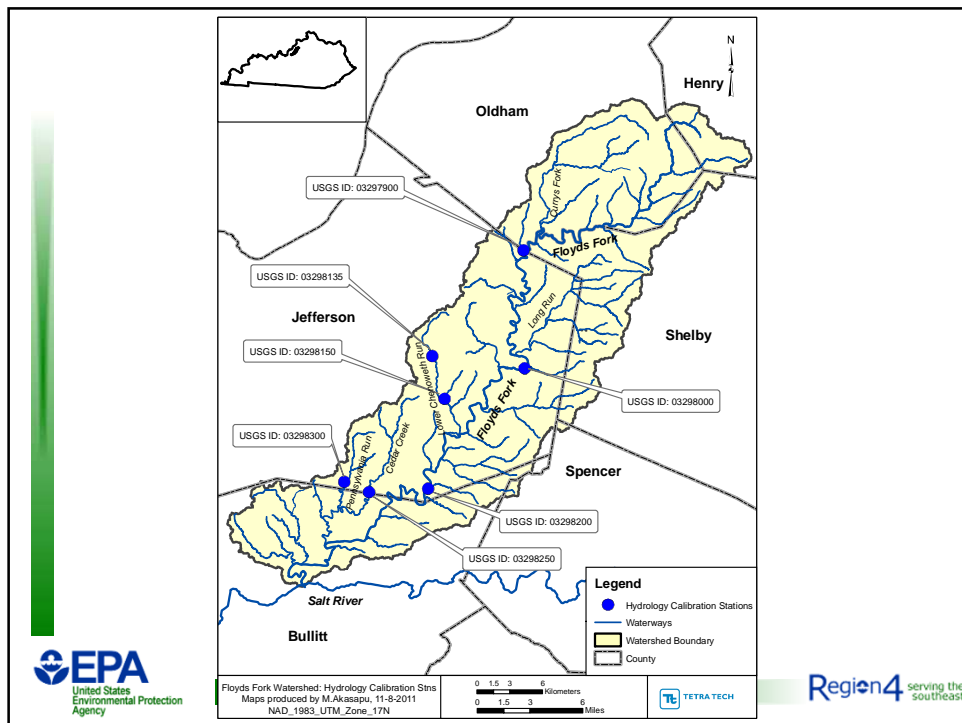 N
Henry
Oldham
USGS ID: 03297900
Currys Fork
Floyds Fork
USGS ID: 03298135
Long Run
Jefferson
Shelby
USGS ID: 03298150
Lower Chenoweth Run
Floyds Fork
USGS ID: 03298000
USGS ID: 03298300
Pennsylvania Run
Cedar Creek
Spencer
USGS ID: 03298200
USGS ID: 03298250
Salt River
Bullitt
Legend
Hydrology Calibration Stations
Waterways
Watershed Boundary
County
EPA
United States
Environmental Protection
Agency
Floyds Fork Watershed: Hydrology Calibration Stns
Maps produced by M.Akasapu, 11-8-2011
NAD_1983_UTM_Zone_17N
0 1.5 3 6
Kilometers
0 1.5 3 6
Miles
Tt TETRA TECH
Region4 serving the
southeast